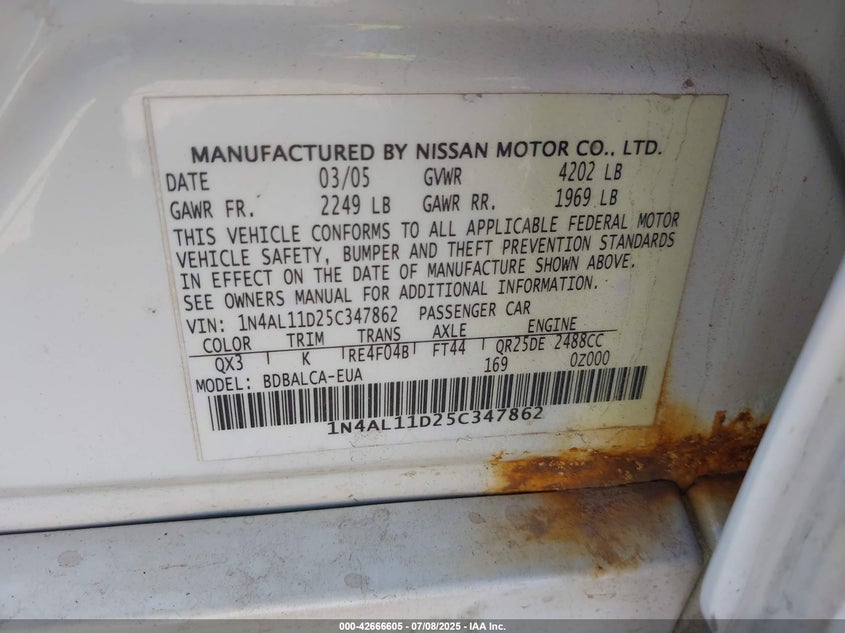 MANUFACTURED BY NISSAN MOTOR CO., LTD.
DATE 03/05 GVWR 4202 LB
GAWR FR. 2249 LB GAWR RR. 1969 LB
THIS VEHICLE CONFORMS TO ALL APPLICABLE FEDERAL MOTOR
VEHICLE SAFETY, BUMPER AND THEFT PREVENTION STANDARDS
IN EFFECT ON THE DATE OF MANUFACTURE SHOWN ABOVE.
SEE OWNERS MANUAL FOR ADDITIONAL INFORMATION.
VIN: 1N4AL11D25C347862 PASSENGER CAR
COLOR TRIM TRANS AXLE ENGINE
QX3 K RE4F04B FT44 QR25DE 2488CC
MODEL: BDBALCA-EUA 169 0Z000
1N4AL11D25C347862
000-42666605 / 07/08/2025 - IAA Inc.